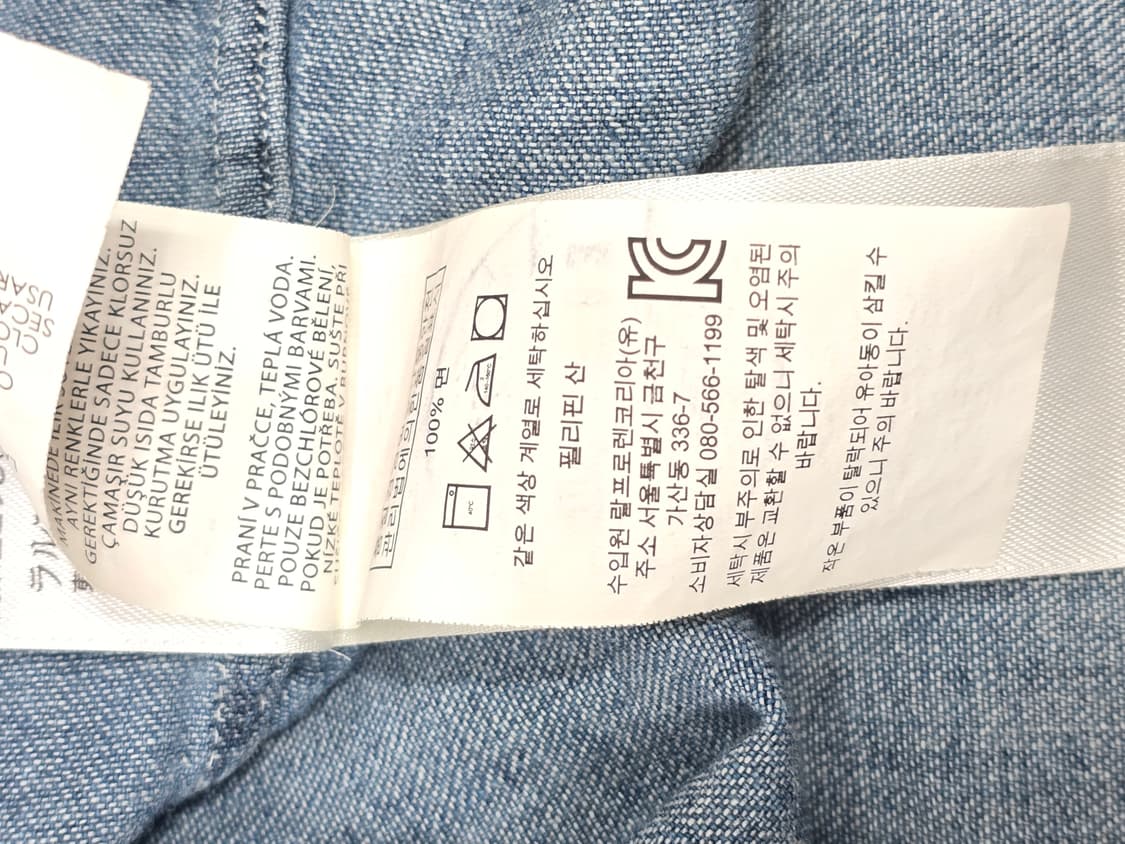 AYNI RENKLERLE YIKAYINIZ.
GEREKTİĞİNDE SADECE KLORSUZ
ÇAMAŞIR SUYU KULLANINIZ.
DÜŞÜK ISIDA TAMBURLU
KURUTMA UYGULAYINIZ.
GEREKİRSE ILIK ÜTÜ İLE
ÜTÜLEYİNİZ.
PRANÍ V PRAČCE, TEPLÁ VODA.
PERTE S PODOBNÝMI BARVAMI.
POUZE BEZCHLÓROVÉ BĚLENÍ
POKUD JE POTŘEBA. SUŠTE PŘI
NÍZKÉ TEPLOTĚ V
100% 면
40℃
같은 색상 계열로 세탁하십시오
필리핀 산
수입원 랄프로렌코리아(유)
주소 서울특별시 금천구
가산동 336-7
소비자상담실 080-566-1199
세탁시 부주의로 인한 탈색 및 오염된
제품은 교환할 수 없으니 세탁시 주의
바랍니다.
작은 부품이 탈락되어 유아동이 삼킬 수
있으니 주의 바랍니다.